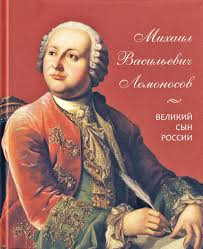 Михаил
Васильевич
Ломоносов
ВЕЛИКИЙ
СЫН
РОССИИ